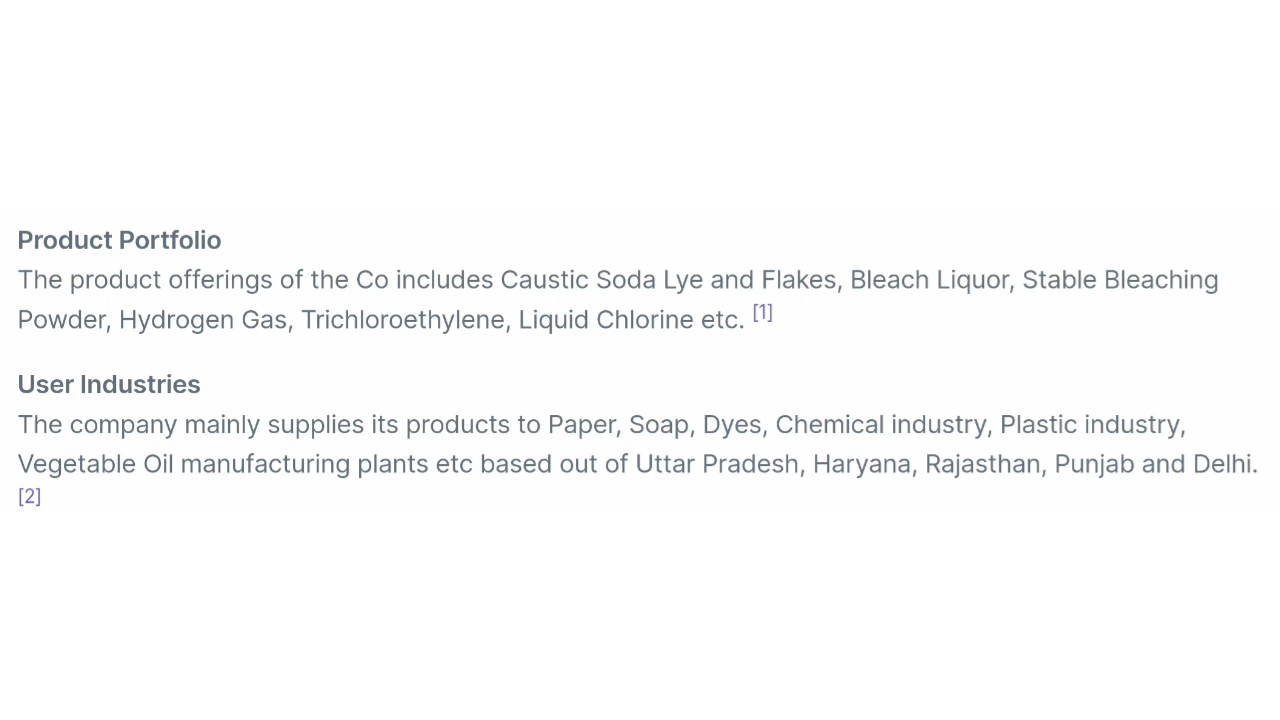 Product Portfolio
The product offerings of the Co includes Caustic Soda Lye and Flakes, Bleach Liquor, Stable Bleaching
Powder, Hydrogen Gas, Trichloroethylene, Liquid Chlorine etc. [1]
User Industries
The company mainly supplies its products to Paper, Soap, Dyes, Chemical industry, Plastic industry,
Vegetable Oil manufacturing plants etc based out of Uttar Pradesh, Haryana, Rajasthan, Punjab and Delhi.
[2]